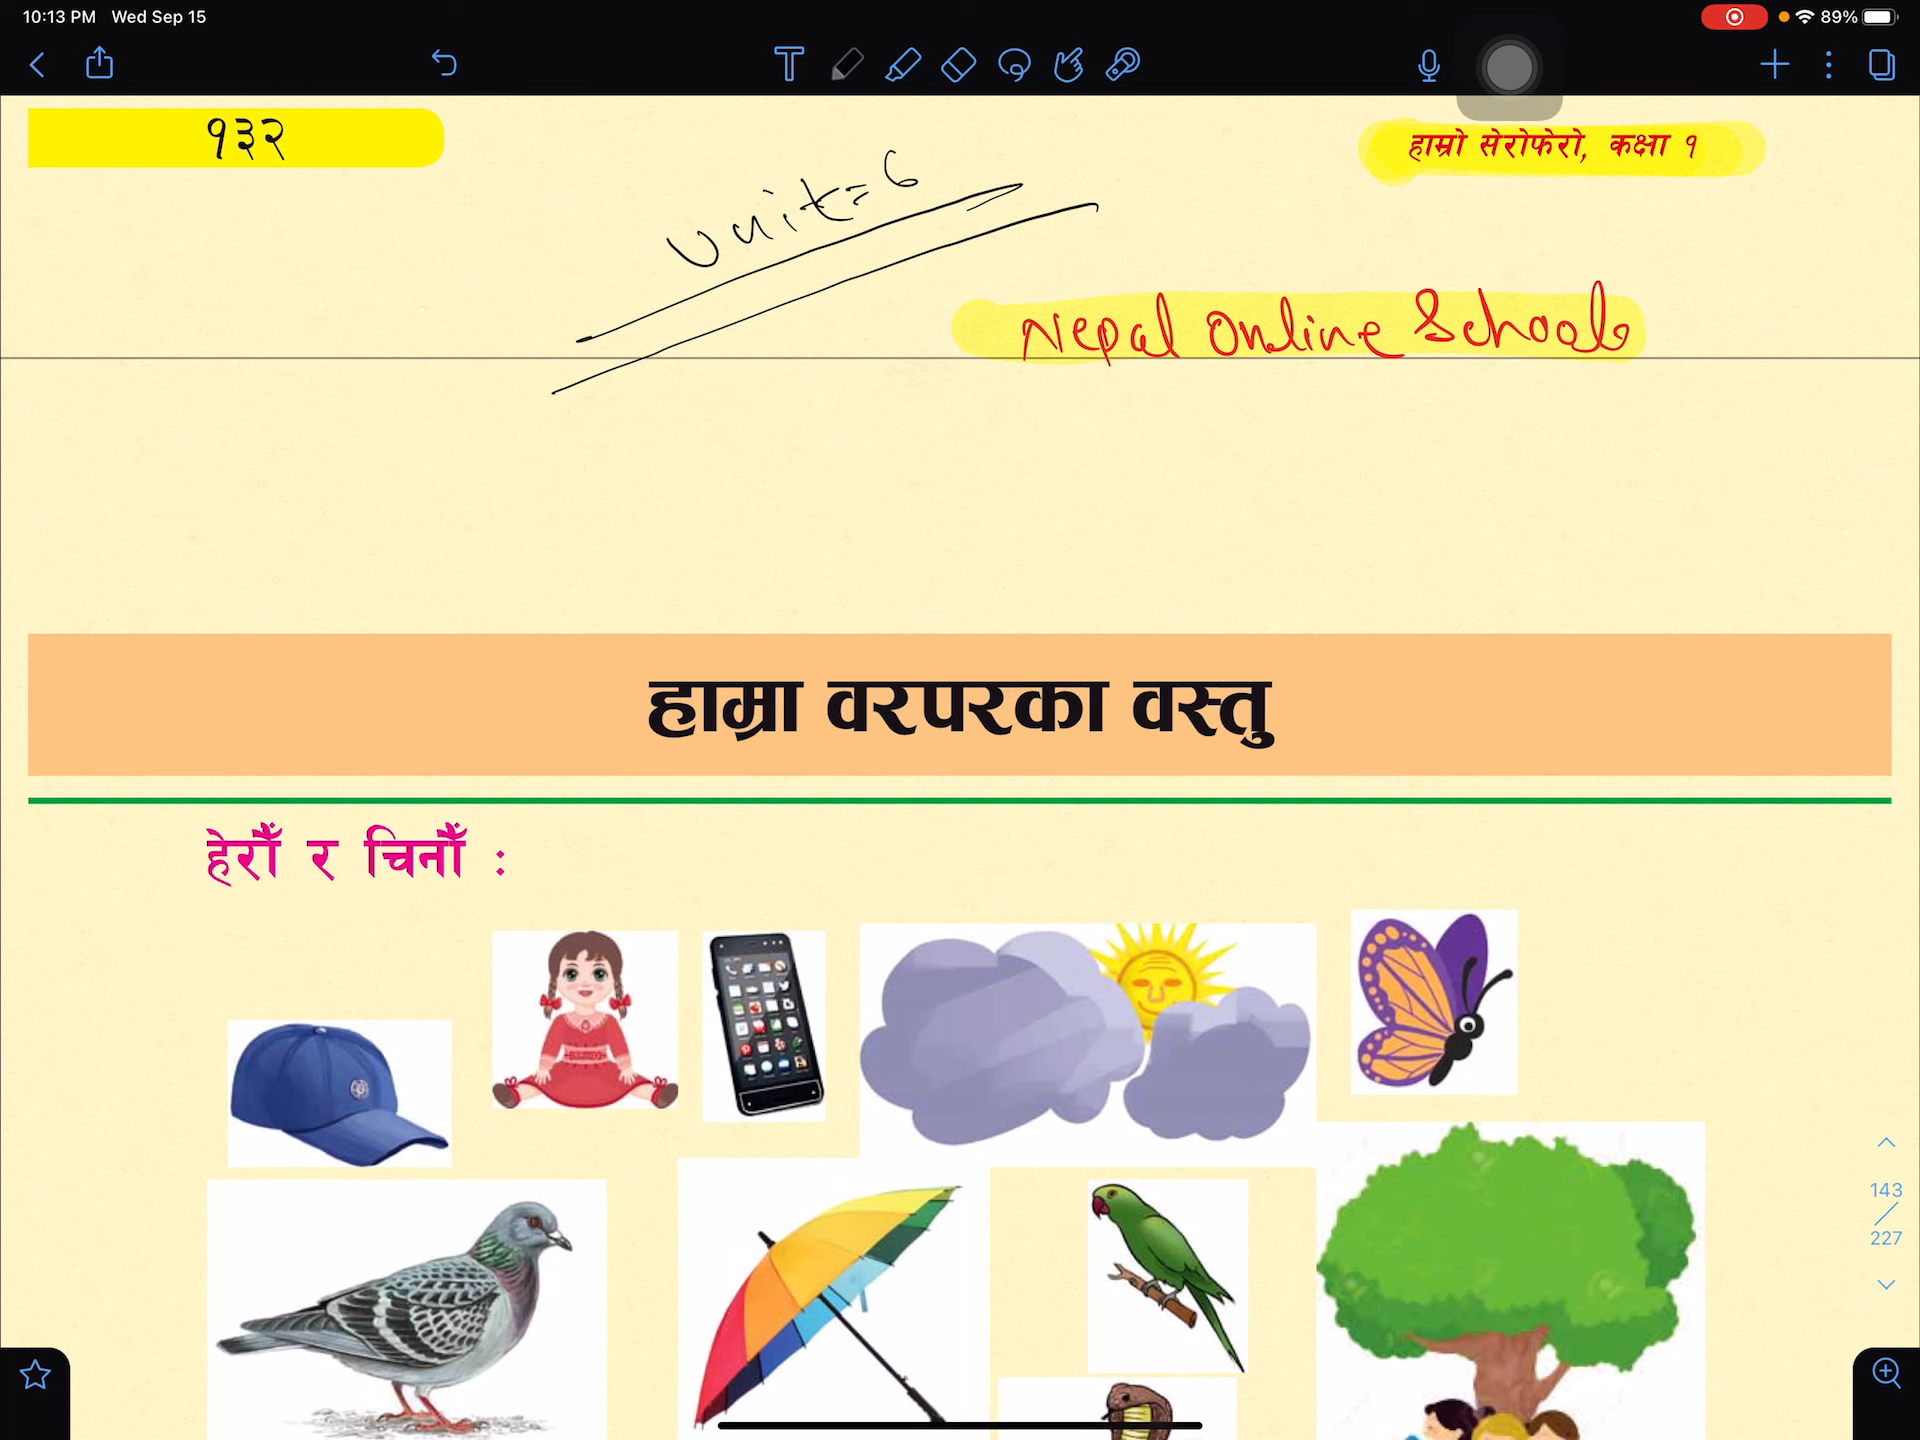 10:13 PM Wed Sep 15
89%
१३२
हाम्रो सेरोफेरो, कक्षा १
Unit = 6
Nepal Online School
हाम्रा वरपरका वस्तु
हेरौँ र चिनौँ :
143
227